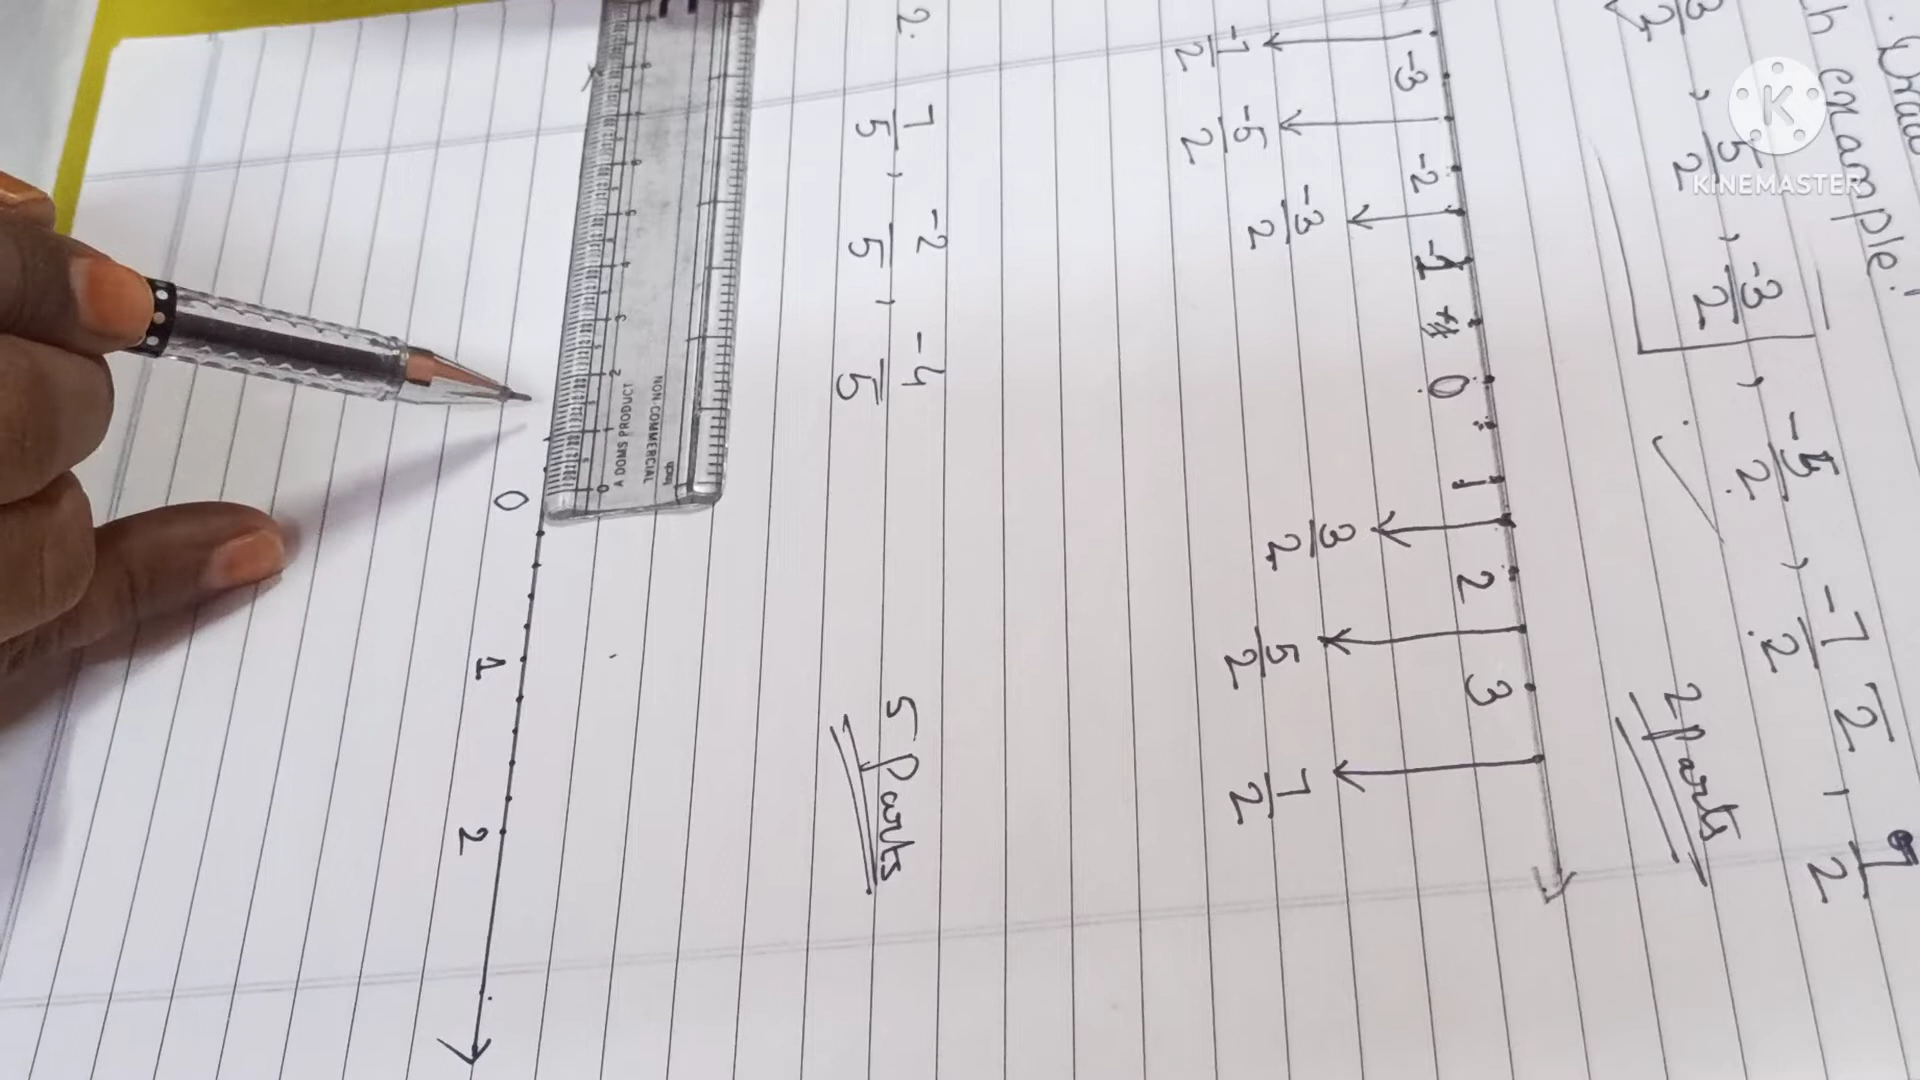 h example!
3/2 , 5/2 , -3/2 , -5/2 , -7/2 , 7/2
2 Parts
-3 -2 -1 0 1 2 3
-7/2 -5/2 -3/2 3/2 5/2 7/2
2. 7/5 , -2/5 , -4/5
5 Parts
A DOMS PRODUCT
NON-COMMERCIAL
Inch
0 1 2
KINEMASTER